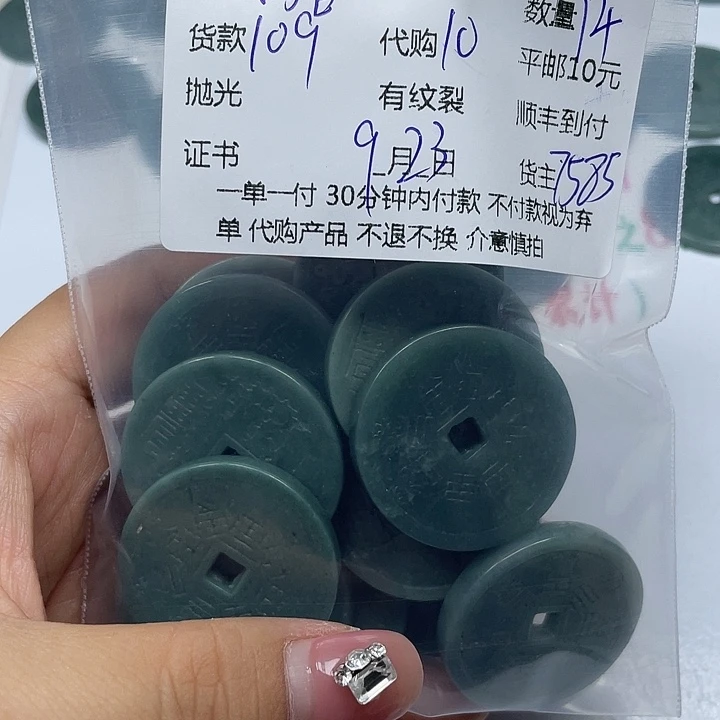 货款109 代购10 数量14
平邮10元
抛光 有纹裂 顺丰到付
证书 9月23日 货主7585
一单一付 30分钟内付款 不付款视为弃
单 代购产品 不退不换 介意慎拍